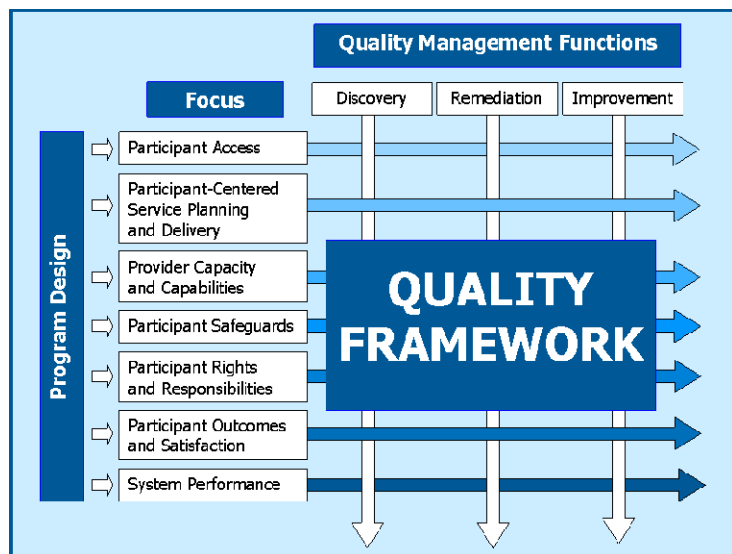 Quality Management Functions
Focus
Discovery
Remediation
Improvement
Program Design
Participant Access
Participant-Centered
Service Planning
and Delivery
Provider Capacity
and Capabilities
Participant Safeguards
Participant Rights
and Responsibilities
Participant Outcomes
and Satisfaction
System Performance
QUALITY
FRAMEWORK